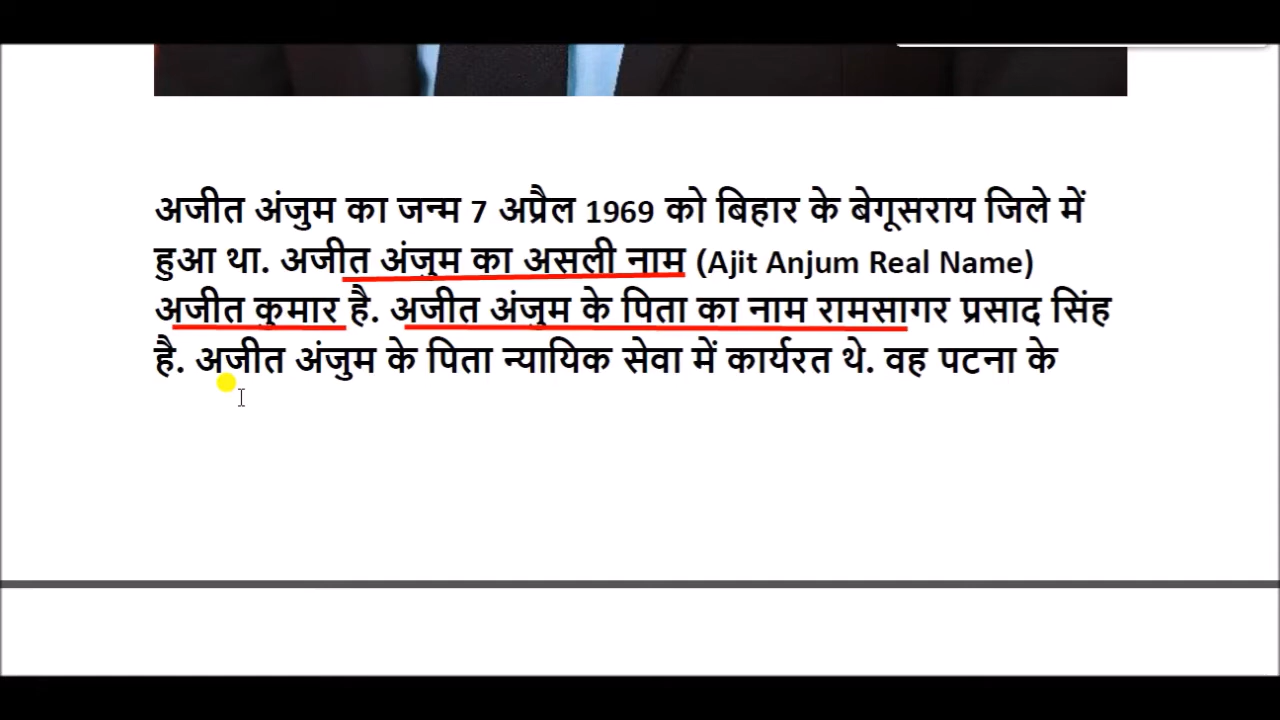 अजीत अंजुम का जन्म 7 अप्रैल 1969 को बिहार के बेगूसराय जिले में
हुआ था. अजीत अंजुम का असली नाम (Ajit Anjum Real Name)
अजीत कुमार है. अजीत अंजुम के पिता का नाम रामसागर प्रसाद सिंह
है. अजीत अंजुम के पिता न्यायिक सेवा में कार्यरत थे. वह पटना के